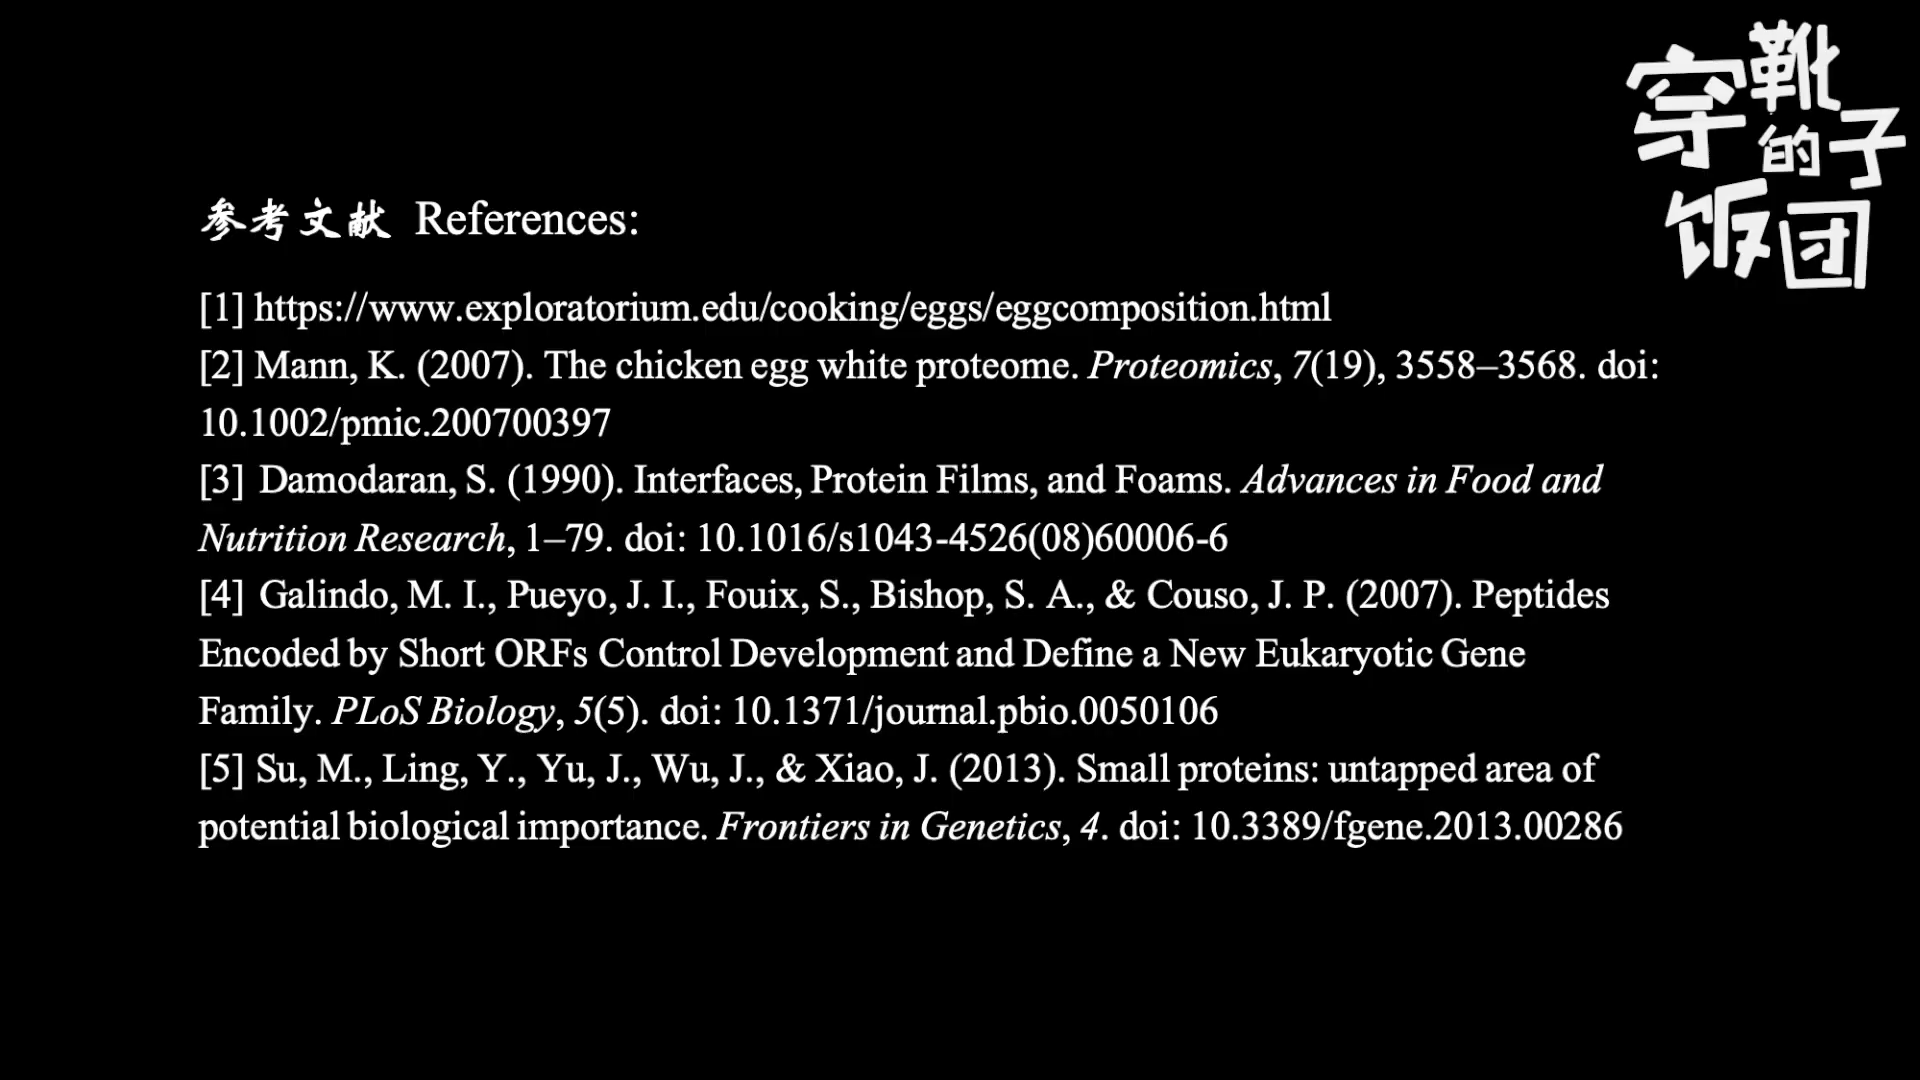 穿靴子的饭团
参考文献 References:
[1] https://www.exploratorium.edu/cooking/eggs/eggcomposition.html
[2] Mann, K. (2007). The chicken egg white proteome. Proteomics, 7(19), 3558–3568. doi:
10.1002/pmic.200700397
[3] Damodaran, S. (1990). Interfaces, Protein Films, and Foams. Advances in Food and
Nutrition Research, 1–79. doi: 10.1016/s1043-4526(08)60006-6
[4] Galindo, M. I., Pueyo, J. I., Fouix, S., Bishop, S. A., & Couso, J. P. (2007). Peptides
Encoded by Short ORFs Control Development and Define a New Eukaryotic Gene
Family. PLoS Biology, 5(5). doi: 10.1371/journal.pbio.0050106
[5] Su, M., Ling, Y., Yu, J., Wu, J., & Xiao, J. (2013). Small proteins: untapped area of
potential biological importance. Frontiers in Genetics, 4. doi: 10.3389/fgene.2013.00286